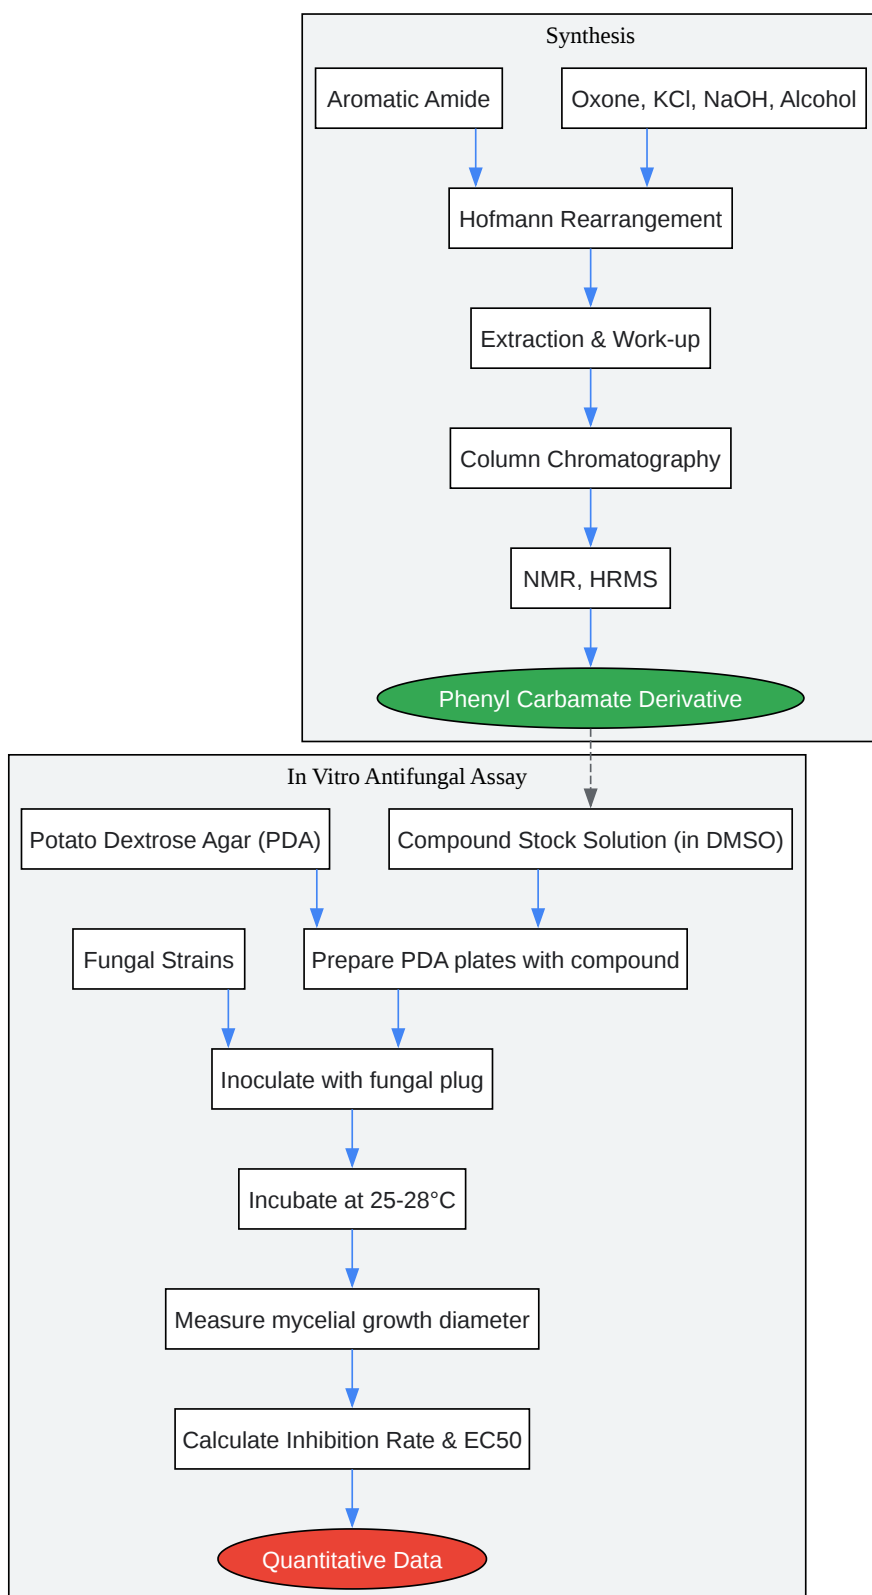 Synthesis
Aromatic Amide
Oxone, KCl, NaOH, Alcohol
Hofmann Rearrangement
Extraction & Work-up
Column Chromatography
NMR, HRMS
Phenyl Carbamate Derivative
In Vitro Antifungal Assay
Potato Dextrose Agar (PDA)
Compound Stock Solution (in DMSO)
Fungal Strains
Prepare PDA plates with compound
Inoculate with fungal plug
Incubate at 25-28°C
Measure mycelial growth diameter
Calculate Inhibition Rate & EC50
Quantitative Data